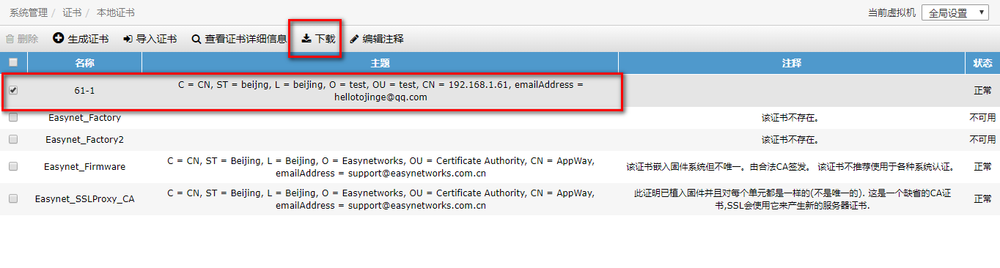 系统管理 / 证书 / 本地证书
当前虚拟机 全局设置
删除 生成证书 导入证书 查看证书详细信息 下载 编辑注释
名称 主题 注释 状态
61-1 C = CN, ST = beijng, L = beijing, O = test, OU = test, CN = 192.168.1.61, emailAddress = 正常
hellotojinge@qq.com
Easynet_Factory 该证书不存在。 不可用
Easynet_Factory2 该证书不存在。 不可用
Easynet_Firmware C = CN, ST = Beijing, L = Beijing, O = Easynetworks, OU = Certificate Authority, CN = AppWay, 该证书嵌入固件系统但不唯一。由合法CA签发。 该证书不推荐使用于各种系统认证。 正常
emailAddress = support@easynetworks.com.cn
Easynet_SSLProxy_CA C = CN, ST = Beijing, L = Beijing, O = Easynetworks, OU = Certificate Authority, CN = AppWay, 此证明已植入固件并且对每个单元都是一样的(不是唯一的). 这是一个缺省的CA证 正常
emailAddress = support@easynetworks.com.cn 书,SSL会使用它来产生新的服务器证书.